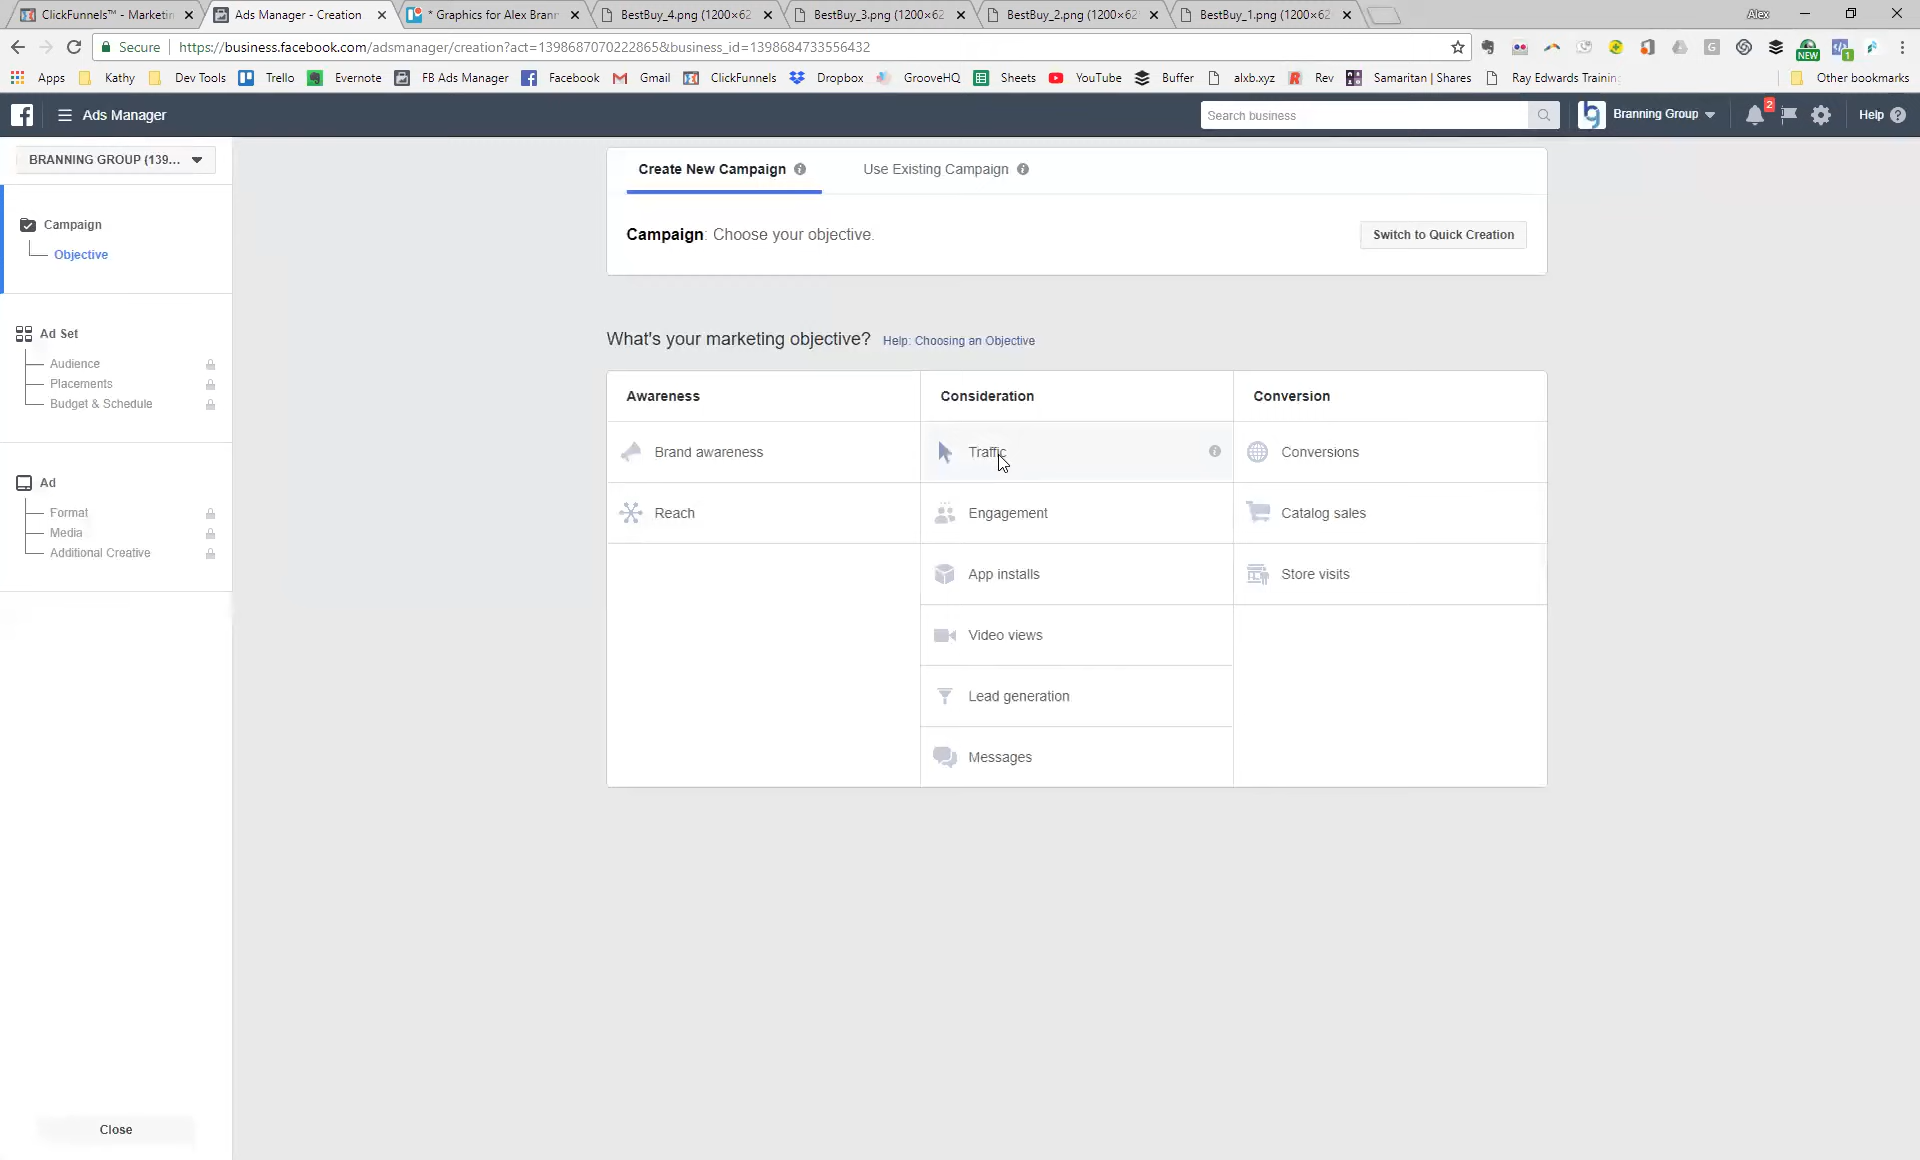 ClickFunnels™ - Marketin
Ads Manager - Creation
* Graphics for Alex Brann
BestBuy_4.png (1200×62
BestBuy_3.png (1200×62
BestBuy_2.png (1200×62
BestBuy_1.png (1200×62
Alex
Secure
https://business.facebook.com/adsmanager/creation?act=1398687070222865&business_id=1398684733556432
NEW
1
Apps
Kathy
Dev Tools
Trello
Evernote
FB Ads Manager
Facebook
Gmail
ClickFunnels
Dropbox
GrooveHQ
Sheets
YouTube
Buffer
alxb.xyz
Rev
Samaritan | Shares
Ray Edwards Trainin
Other bookmarks
Ads Manager
Search business
Branning Group
2
Help
BRANNING GROUP (139...
Campaign
Objective
Ad Set
Audience
Placements
Budget & Schedule
Ad
Format
Media
Additional Creative
Close
Create New Campaign
Use Existing Campaign
Campaign: Choose your objective.
Switch to Quick Creation
What's your marketing objective? Help: Choosing an Objective
Awareness
Consideration
Conversion
Brand awareness
Traffic
Conversions
Reach
Engagement
Catalog sales
App installs
Store visits
Video views
Lead generation
Messages